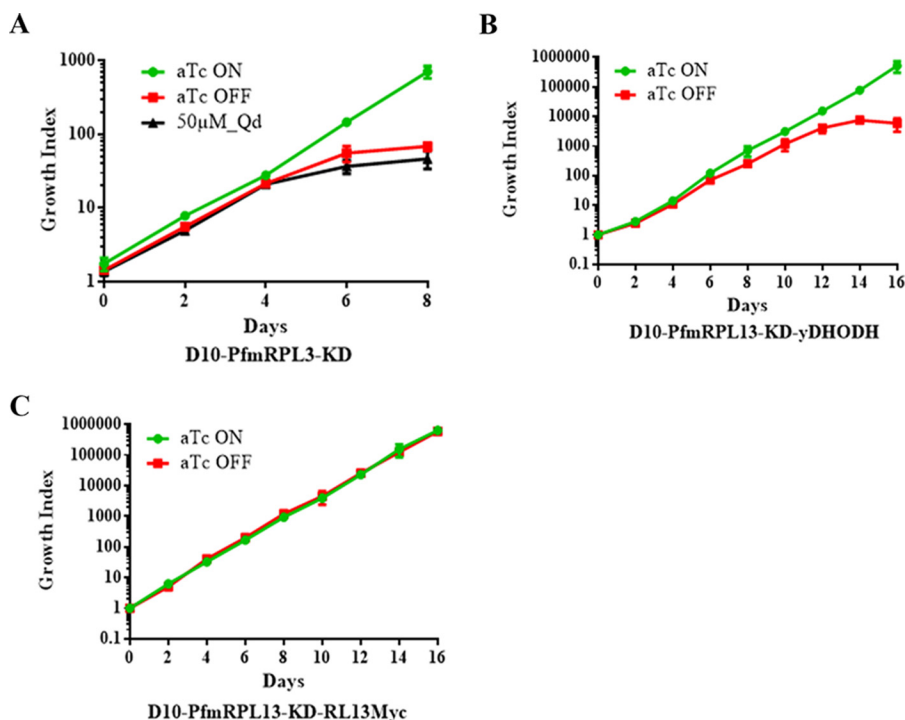 A
aTc ON
aTc OFF
50μM_Qd
1000
100
10
1
Growth Index
0 2 4 6 8
Days
D10-PfmRPL3-KD
B
aTc ON
aTc OFF
1000000
100000
10000
1000
100
10
1
0.1
Growth Index
0 2 4 6 8 10 12 14 16
Days
D10-PfmRPL13-KD-yDHODH
C
aTc ON
aTc OFF
1000000
100000
10000
1000
100
10
1
0.1
Growth Index
0 2 4 6 8 10 12 14 16
Days
D10-PfmRPL13-KD-RL13Myc